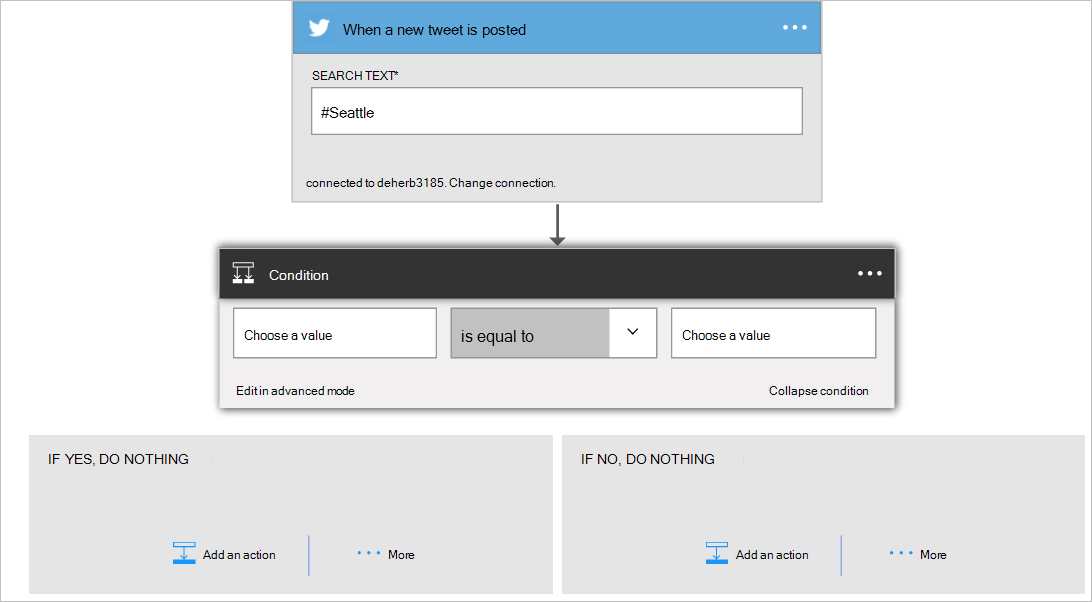 When a new tweet is posted
SEARCH TEXT*
#Seattle
connected to deherb3185. Change connection.
Condition
Choose a value
is equal to
Choose a value
Edit in advanced mode
Collapse condition
IF YES, DO NOTHING
IF NO, DO NOTHING
Add an action
More
Add an action
More